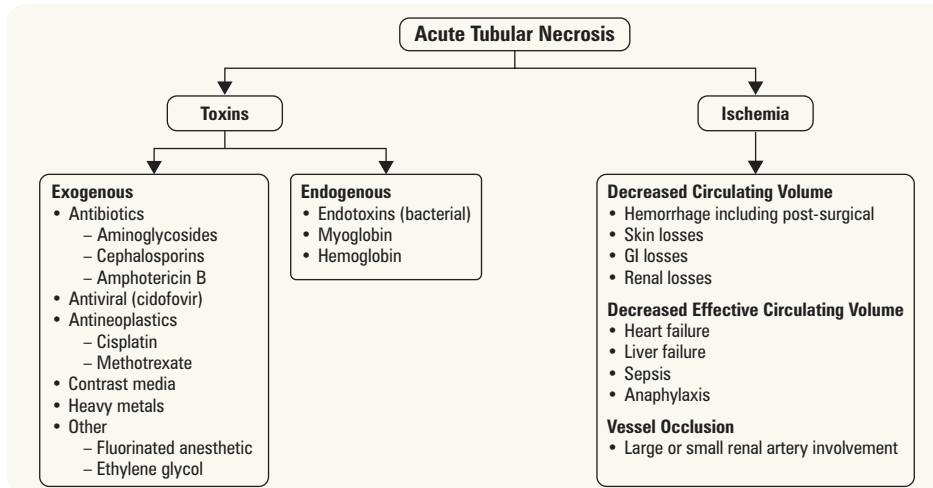 Acute Tubular Necrosis
Toxins
Ischemia
Exogenous
• Antibiotics
– Aminoglycosides
– Cephalosporins
– Amphotericin B
• Antiviral (cidofovir)
• Antineoplastics
– Cisplatin
– Methotrexate
• Contrast media
• Heavy metals
• Other
– Fluorinated anesthetic
– Ethylene glycol
Endogenous
• Endotoxins (bacterial)
• Myoglobin
• Hemoglobin
Decreased Circulating Volume
• Hemorrhage including post-surgical
• Skin losses
• GI losses
• Renal losses
Decreased Effective Circulating Volume
• Heart failure
• Liver failure
• Sepsis
• Anaphylaxis
Vessel Occlusion
• Large or small renal artery involvement